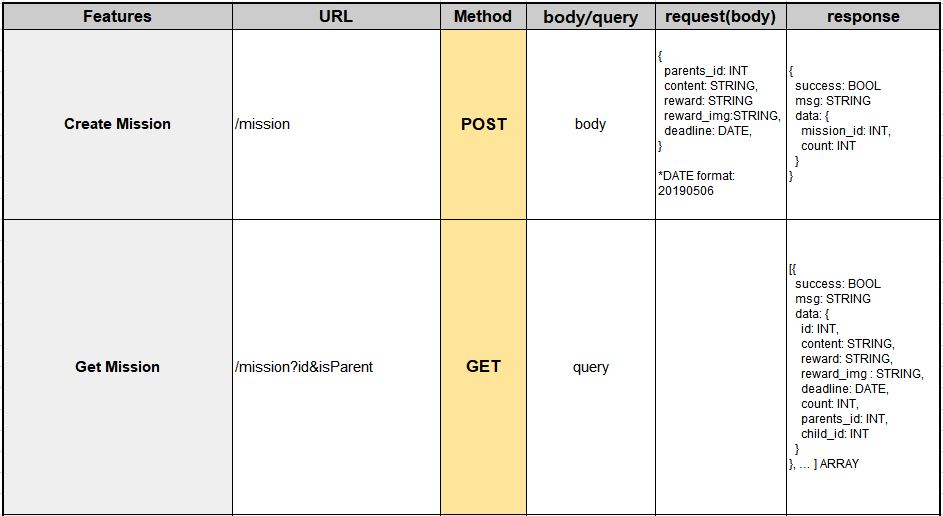 Features URL Method body/query request(body) response
Create Mission
/mission
POST
body
{
parents_id: INT
content: STRING,
reward: STRING
reward_img:STRING,
deadline: DATE,
}
*DATE format:
20190506
{
success: BOOL
msg: STRING
data: {
mission_id: INT,
count: INT
}
}
Get Mission
/mission?id&isParent
GET
query
[{
success: BOOL
msg: STRING
data: {
id: INT,
content: STRING,
reward: STRING,
reward_img : STRING,
deadline: DATE,
count: INT,
parents_id: INT,
child_id: INT
}
}, ... ] ARRAY